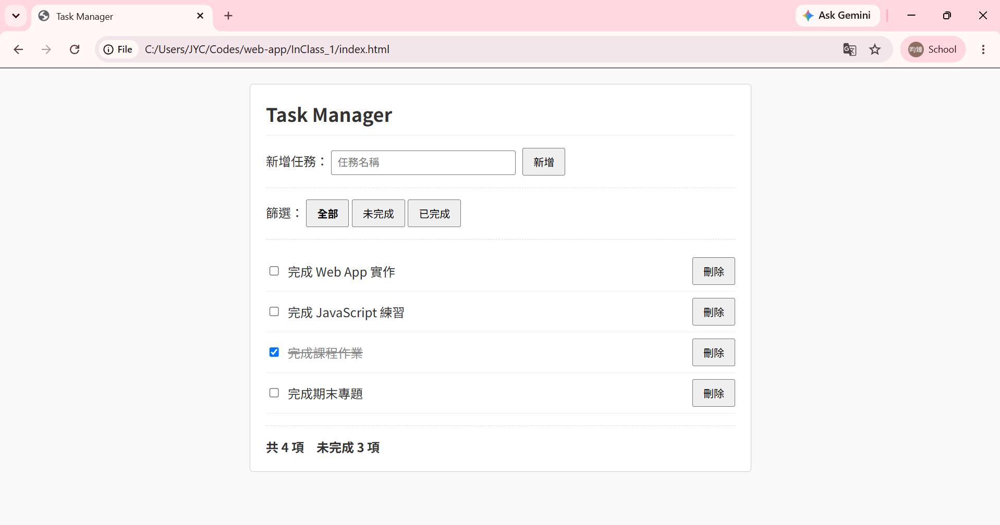 Task Manager
Ask Gemini
File
C:/Users/JYC/Codes/web-app/InClass_1/index.html
昀臻
School
Task Manager
新增任務：
任務名稱
新增
篩選：
全部
未完成
已完成
完成 Web App 實作
刪除
完成 JavaScript 練習
刪除
完成課程作業
刪除
完成期末專題
刪除
共 4 項 未完成 3 項